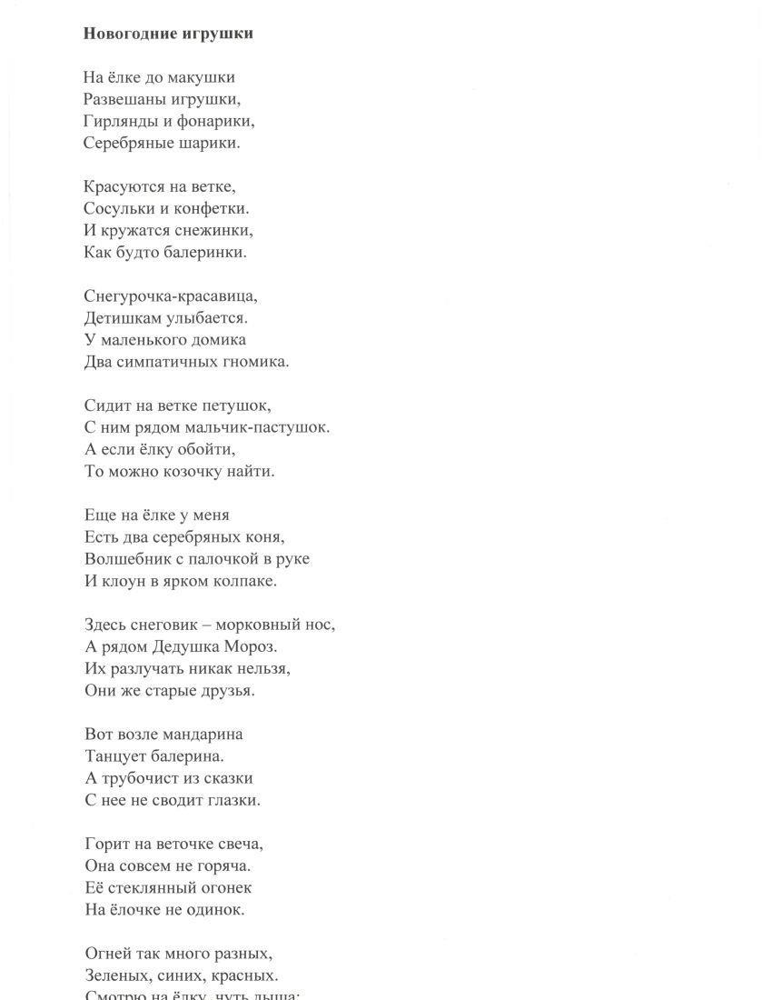 Новогодние игрушки
На ёлке до макушки
Развешаны игрушки,
Гирлянды и фонарики,
Серебряные шарики.
Красуются на ветке,
Сосульки и конфетки.
И кружатся снежинки,
Как будто балеринки.
Снегурочка-красавица,
Детишкам улыбается.
У маленького домика
Два симпатичных гномика.
Сидит на ветке петушок,
С ним рядом мальчик-пастушок.
А если ёлку обойти,
То можно козочку найти.
Еще на ёлке у меня
Есть два серебряных коня,
Волшебник с палочкой в руке
И клоун в ярком колпаке.
Здесь снеговик – морковный нос,
А рядом Дедушка Мороз.
Их разлучать никак нельзя,
Они же старые друзья.
Вот возле мандарина
Танцует балерина.
А трубочист из сказки
С нее не сводит глазки.
Горит на веточке свеча,
Она совсем не горяча.
Её стеклянный огонек
На ёлочке не одинок.
Огней так много разных,
Зеленых, синих, красных.
Смотрю на ёлку, чуть дыша: